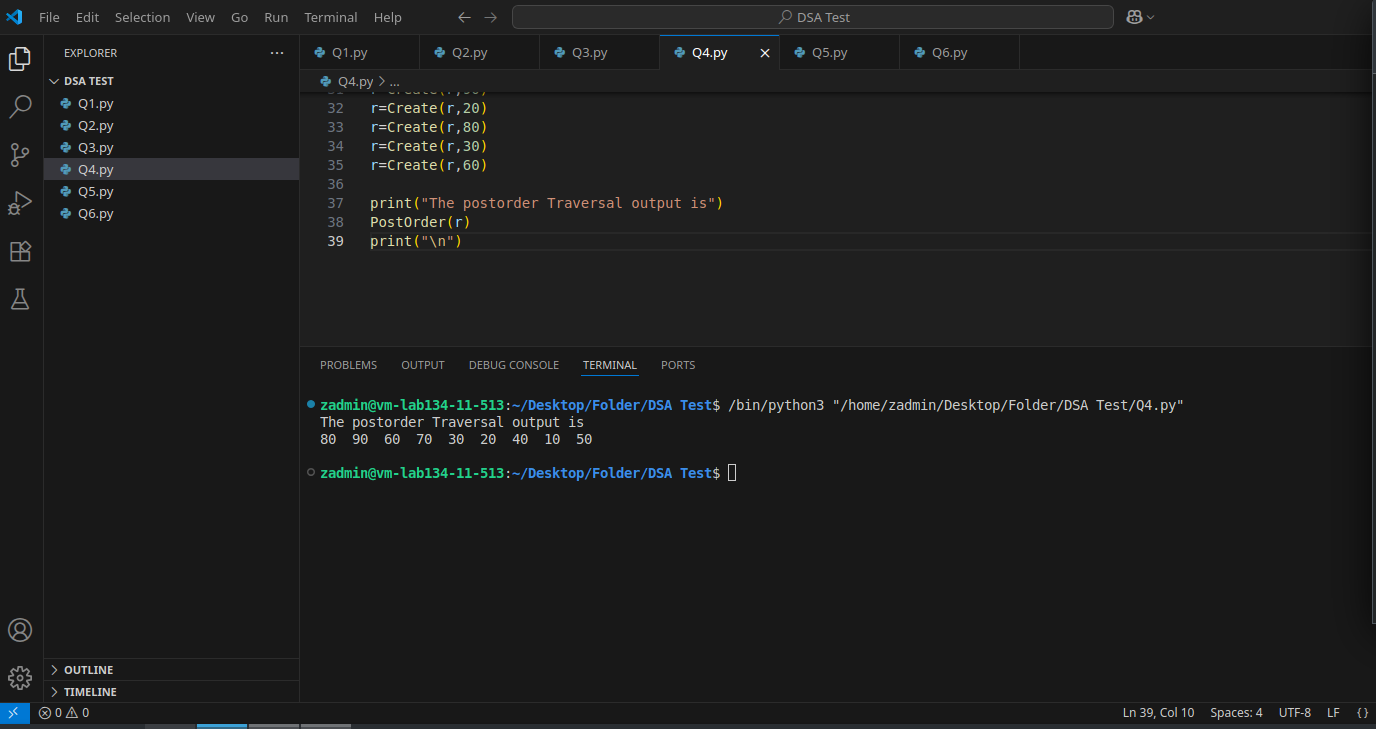 File Edit Selection View Go Run Terminal Help
DSA Test
EXPLORER
DSA TEST
Q1.py
Q2.py
Q3.py
Q4.py
Q5.py
Q6.py
OUTLINE
TIMELINE
Q1.py Q2.py Q3.py Q4.py Q5.py Q6.py
Q4.py > ...
32 r=Create(r,20)
33 r=Create(r,80)
34 r=Create(r,30)
35 r=Create(r,60)
36
37 print("The postorder Traversal output is")
38 PostOrder(r)
39 print("\n")
PROBLEMS OUTPUT DEBUG CONSOLE TERMINAL PORTS
zadmin@vm-lab134-11-513:~/Desktop/Folder/DSA Test$ /bin/python3 "/home/zadmin/Desktop/Folder/DSA Test/Q4.py"
The postorder Traversal output is
80 90 60 70 30 20 40 10 50
zadmin@vm-lab134-11-513:~/Desktop/Folder/DSA Test$
0 0 Ln 39, Col 10 Spaces: 4 UTF-8 LF {}